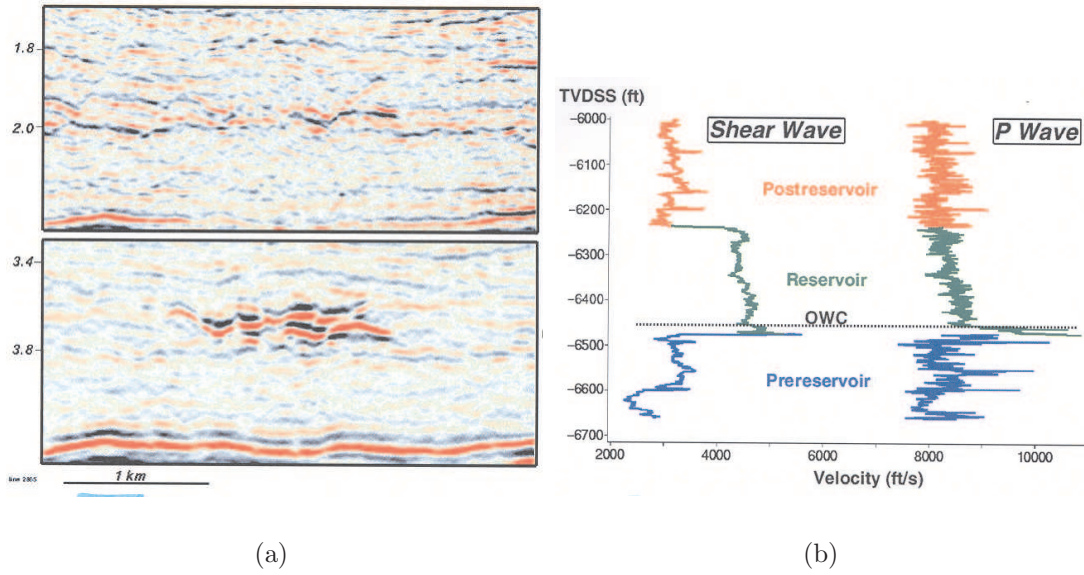 1.8
2.0
3.4
3.8
line 2855
1 km
(a)
TVDSS (ft)
Shear Wave
P Wave
−6000
−6100
−6200
−6300
−6400
−6500
−6600
−6700
Postreservoir
Reservoir
OWC
Prereservoir
2000 4000 6000 8000 10000
Velocity (ft/s)
(b)